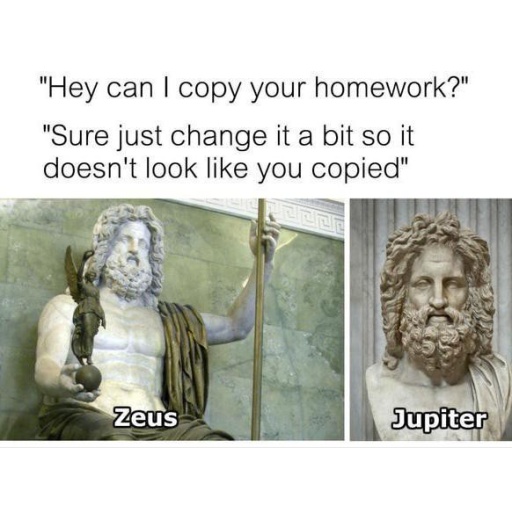 "Hey can I copy your homework?"
"Sure just change it a bit so it
doesn't look like you copied"
Zeus
Jupiter